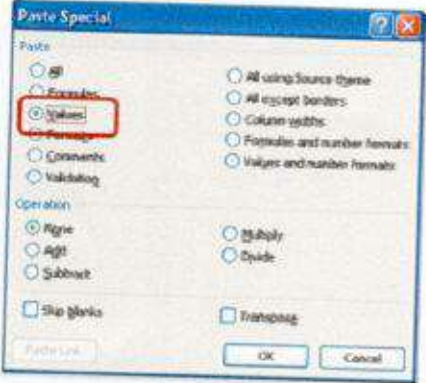 Paste Special
Paste
All
Formulas
Values
Formats
Comments
Validation
All using Source theme
All except borders
Column widths
Formulas and number formats
Values and number formats
Operation
None
Add
Subtract
Multiply
Divide
Skip blanks
Transpose
Paste Link
OK
Cancel